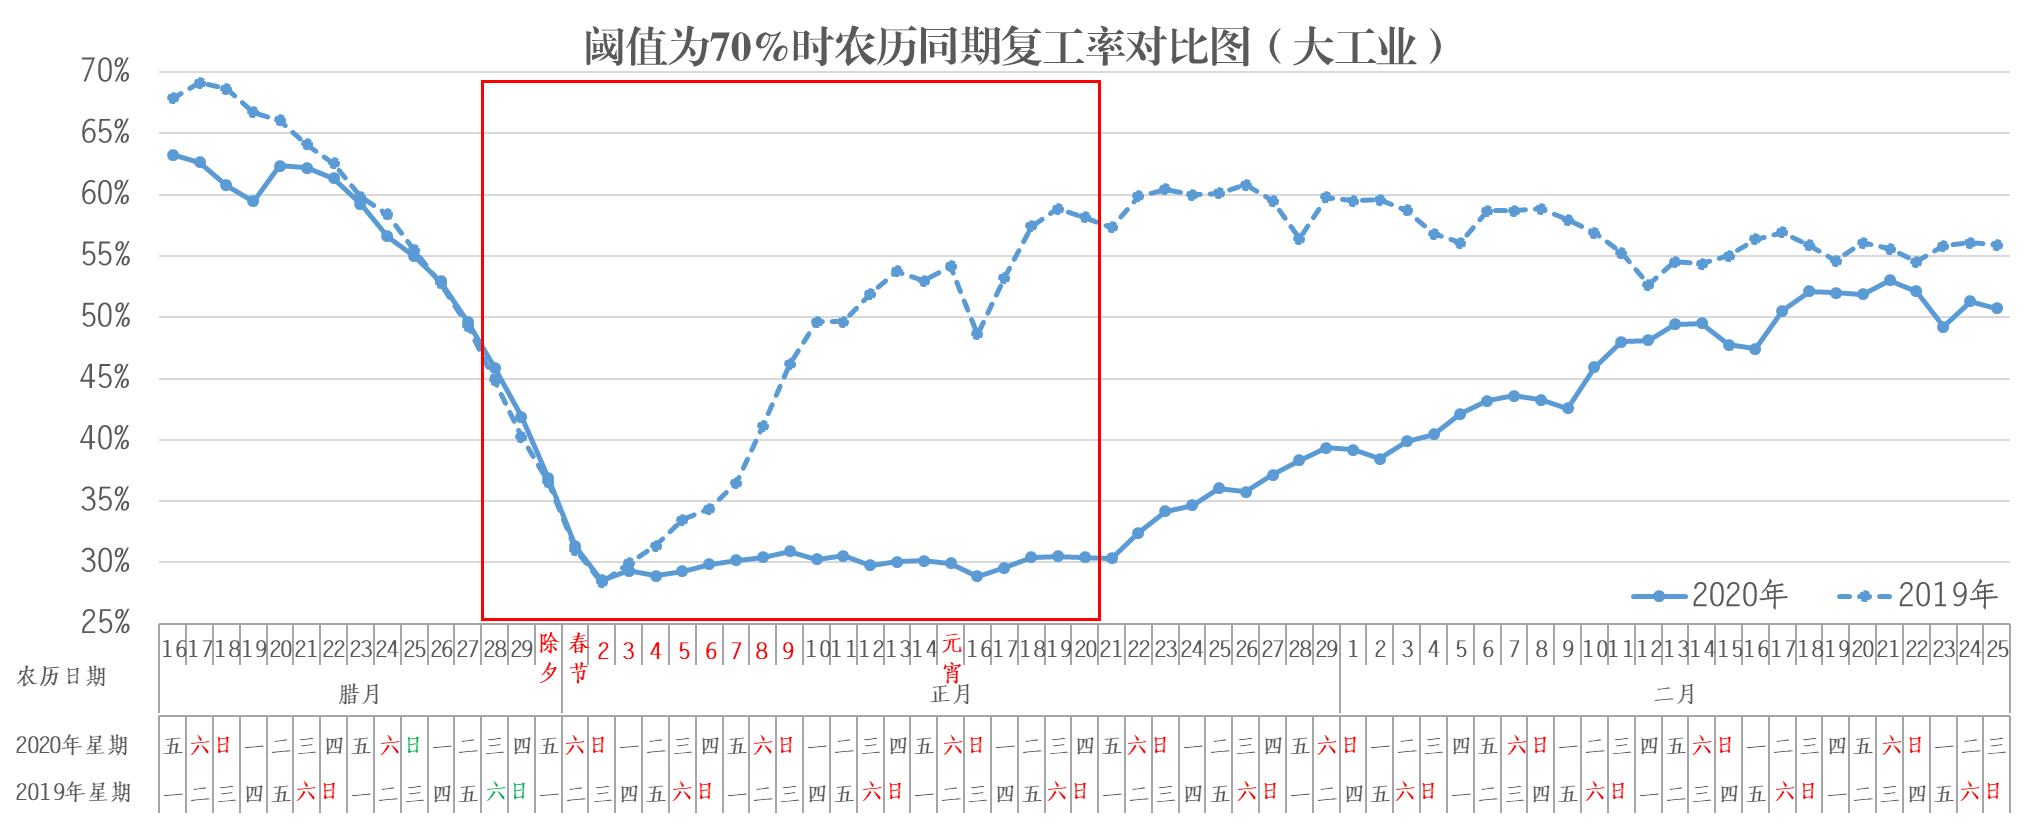 阈值为70%时农历同期复工率对比图（大工业）
70%
65%
60%
55%
50%
45%
40%
35%
30%
25%
2020年 2019年
农历日期
16 17 18 19 20 21 22 23 24 25 26 27 28 29 除夕 春节 2 3 4 5 6 7 8 9 10 11 12 13 14 元宵 16 17 18 19 20 21 22 23 24 25 26 27 28 29 1 2 3 4 5 6 7 8 9 10 11 12 13 14 15 16 17 18 19 20 21 22 23 24 25
腊月 正月 二月
2020年星期 五 六 日 一 二 三 四 五 六 日 一 二 三 四 五 六 日 一 二 三 四 五 六 日 一 二 三 四 五 六 日 一 二 三 四 五 六 日 一 二 三 四 五 六 日 一 二 三 四 五 六 日 一 二 三 四 五 六 日 一 二 三 四 五 六 日 一 二 三
2019年星期 一 二 三 四 五 六 日 一 二 三 四 五 六 日 一 二 三 四 五 六 日 一 二 三 四 五 六 日 一 二 三 四 五 六 日 一 二 三 四 五 六 日 一 二 四 五 六 日 一 二 三 四 五 六 日 一 二 三 四 五 六 日 一 二 三 四 五 六 日